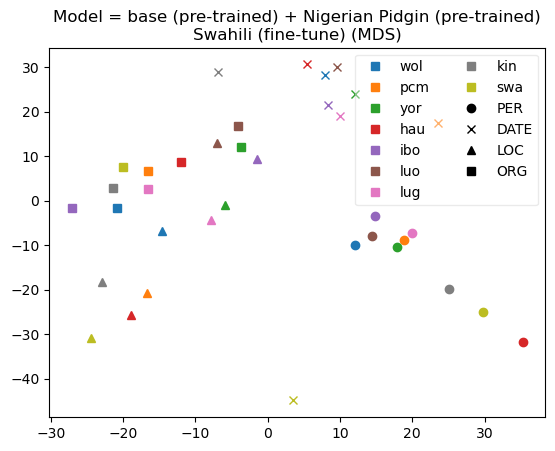 Model = base (pre-trained) + Nigerian Pidgin (pre-trained)
Swahili (fine-tune) (MDS)
wol
pcm
yor
hau
ibo
luo
lug
kin
swa
PER
DATE
LOC
ORG
30
20
10
0
−10
−20
−30
−40
−30
−20
−10
0
10
20
30